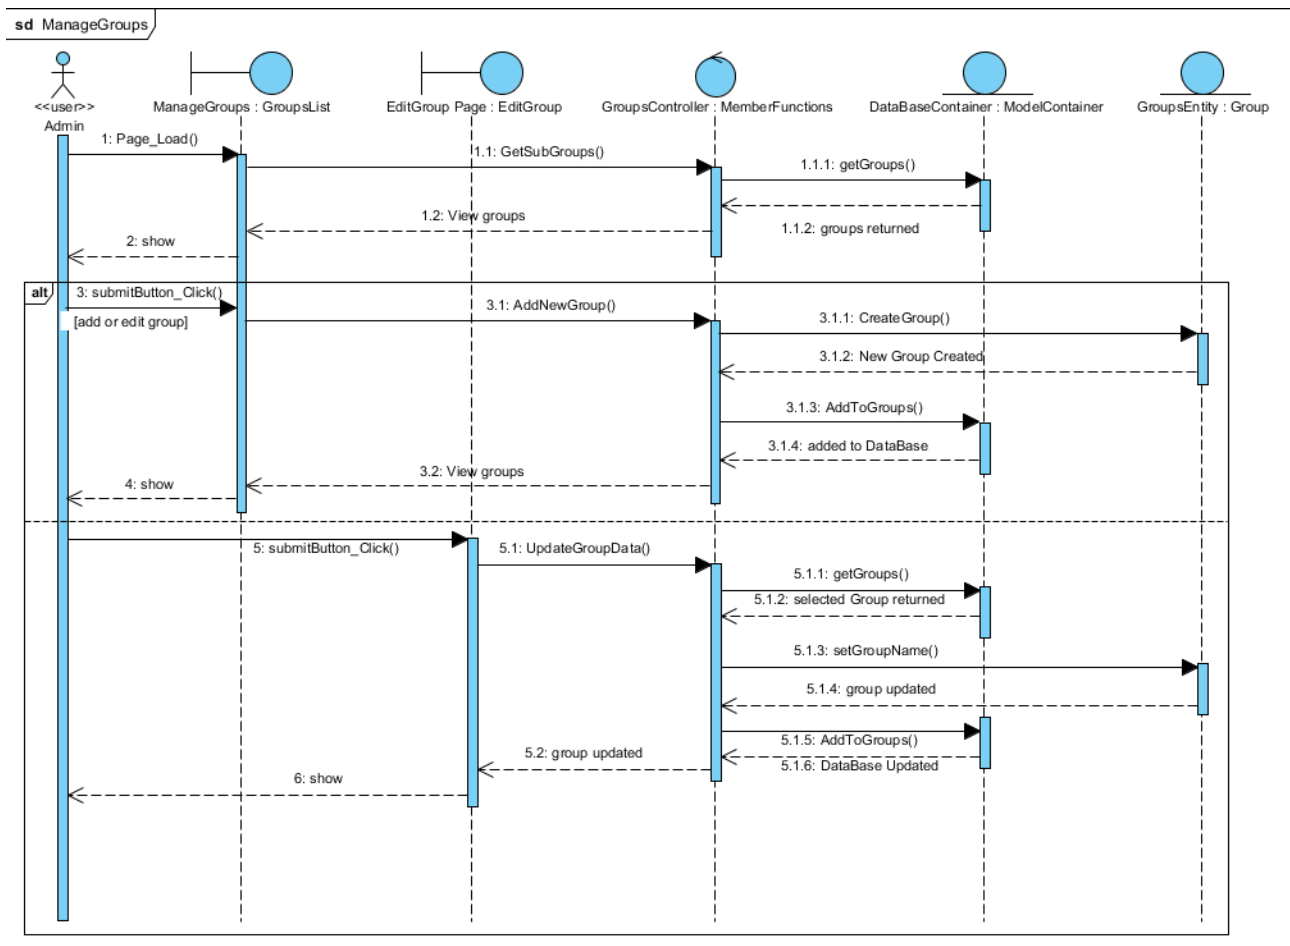 sd ManageGroups
<<user>>
Admin
ManageGroups : GroupsList
EditGroup Page : EditGroup
GroupsController : MemberFunctions
DataBaseContainer : ModelContainer
GroupsEntity : Group
1: Page_Load()
1.1: GetSubGroups()
1.1.1: getGroups()
1.1.2: groups returned
1.2: View groups
2: show
alt
3: submitButton_Click()
[add or edit group]
3.1: AddNewGroup()
3.1.1: CreateGroup()
3.1.2: New Group Created
3.1.3: AddToGroups()
3.1.4: added to DataBase
3.2: View groups
4: show
5: submitButton_Click()
5.1: UpdateGroupData()
5.1.1: getGroups()
5.1.2: selected Group returned
5.1.3: setGroupName()
5.1.4: group updated
5.1.5: AddToGroups()
5.1.6: DataBase Updated
5.2: group updated
6: show